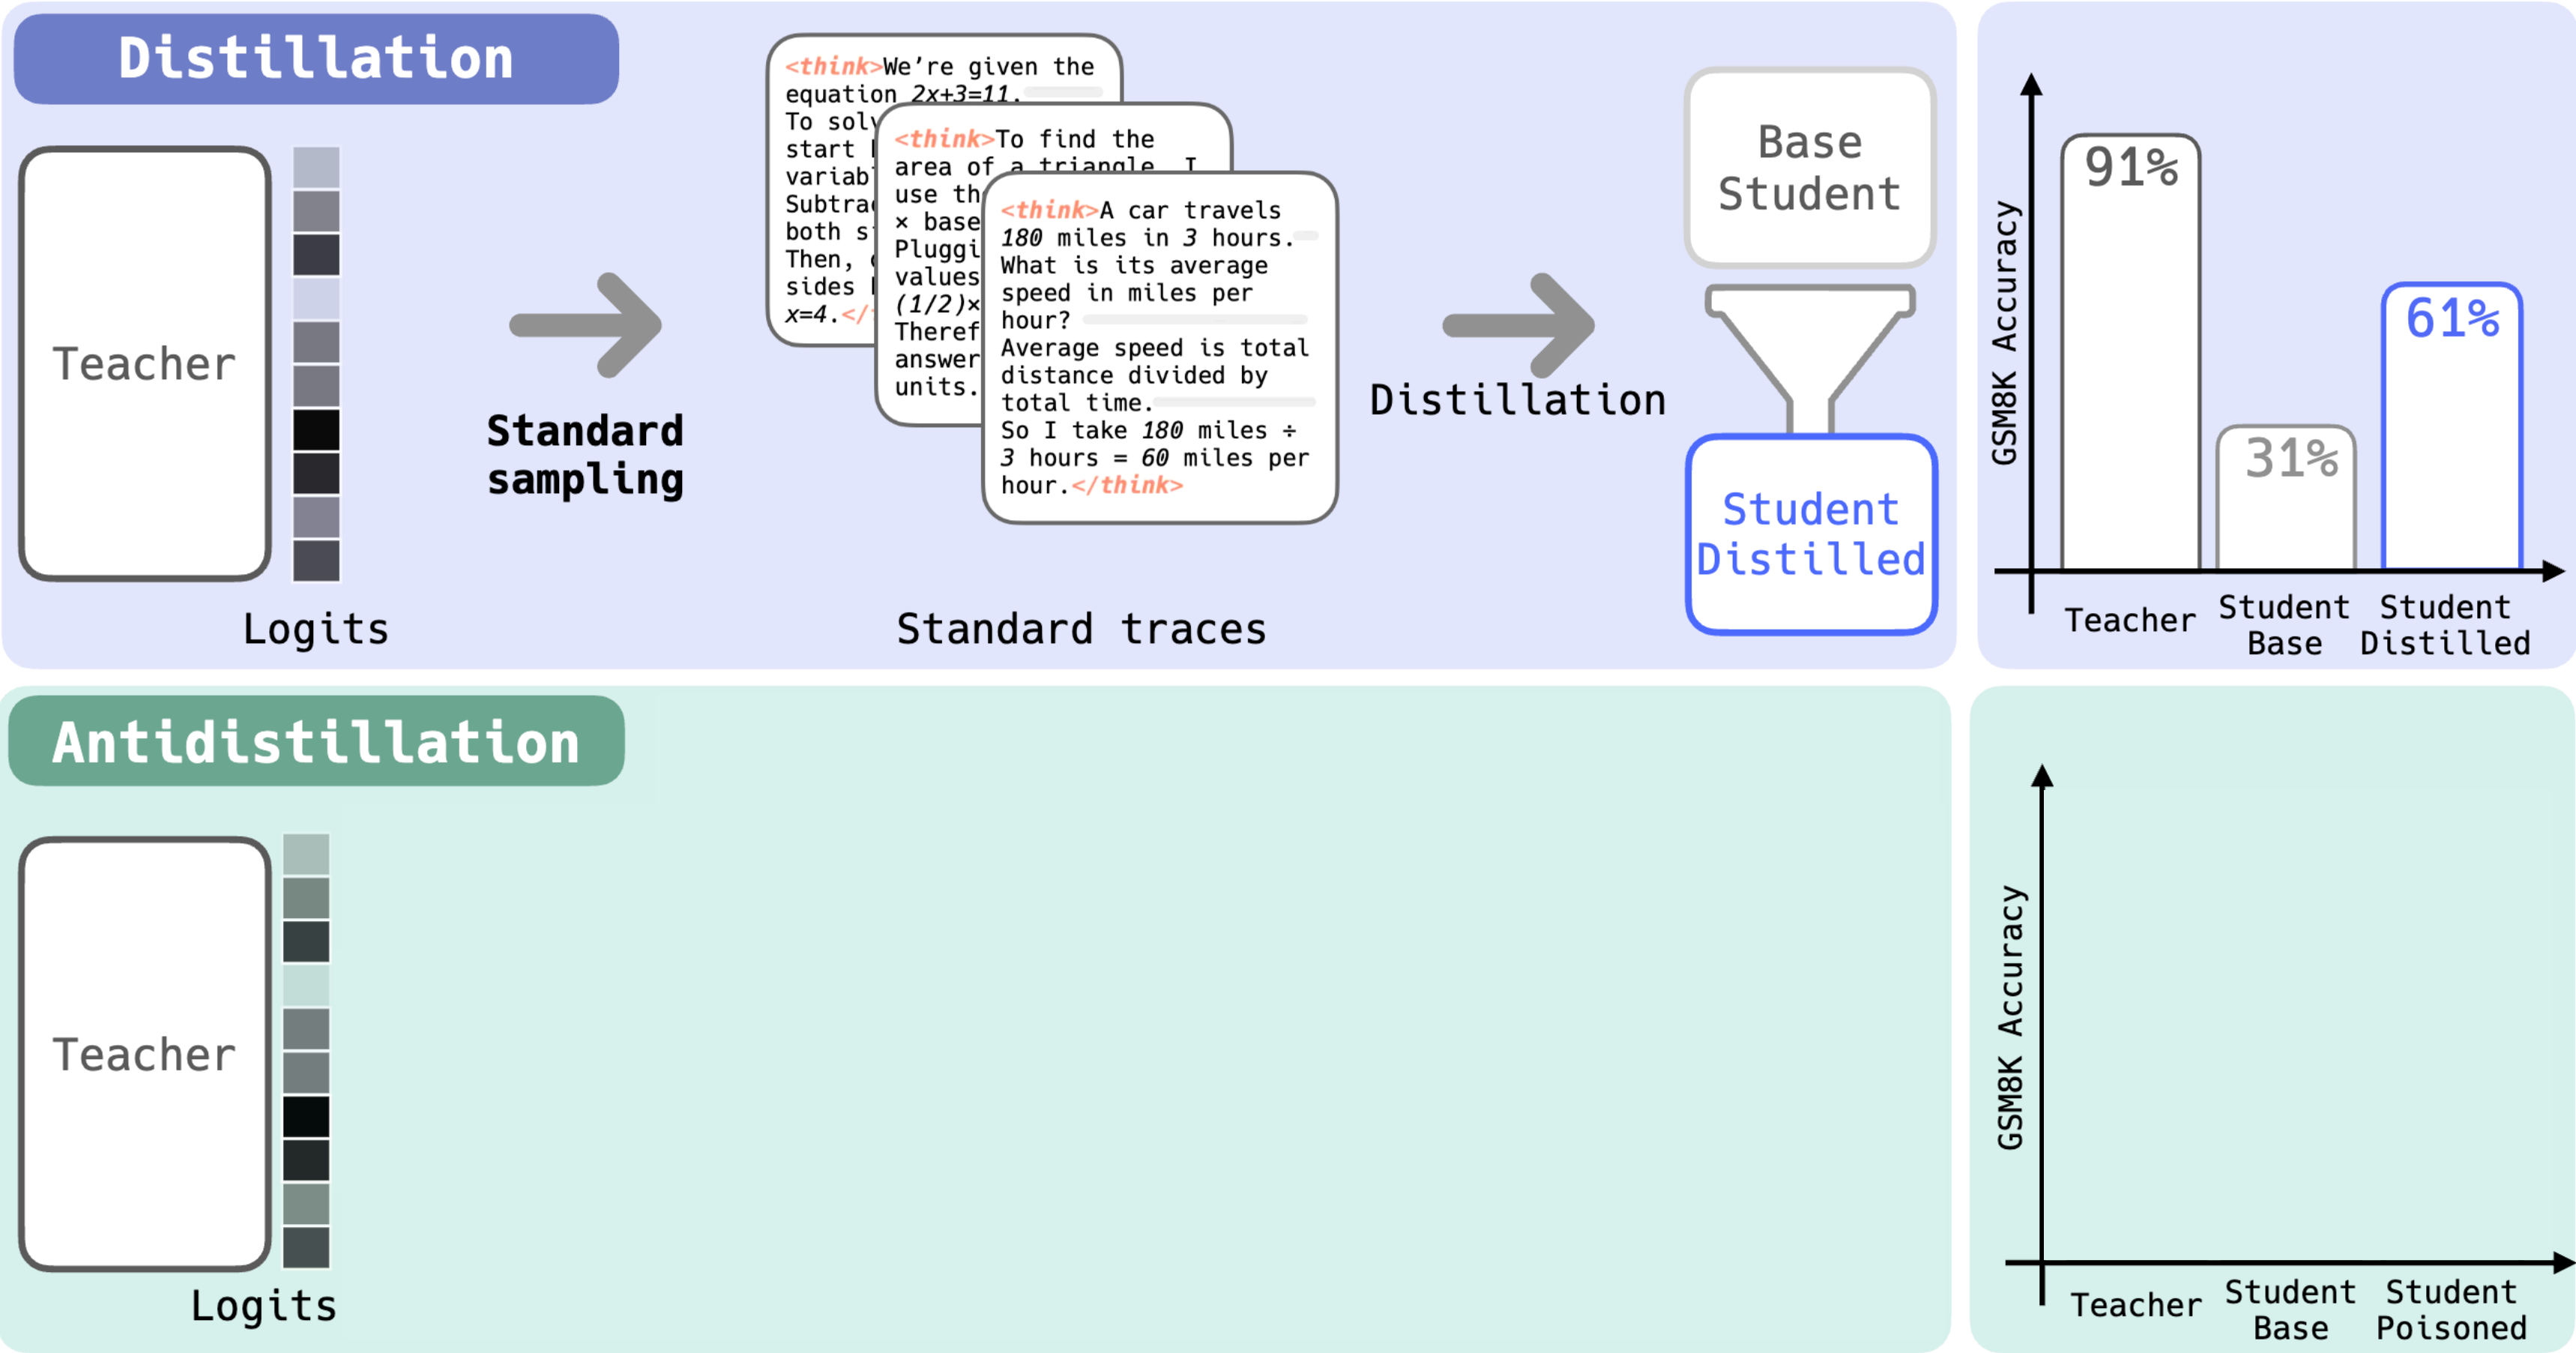 Distillation
Teacher
Logits
Standard
sampling
<think>We're given the
equation 2x+3=11.
To solv
start
variab
Subtra
both s
Then,
sides
x=4.</
<think>To find the
area of a triangle, I
use th
× base
Pluggi
values
(1/2)×
Theref
answer
units.
<think>A car travels
180 miles in 3 hours.
What is its average
speed in miles per
hour?
Average speed is total
distance divided by
total time.
So I take 180 miles ÷
3 hours = 60 miles per
hour.</think>
Standard traces
Distillation
Base
Student
Student
Distilled
GSM8K Accuracy
91%
31%
61%
Teacher
Student
Base
Student
Distilled
Antidistillation
Teacher
Logits
GSM8K Accuracy
Teacher
Student
Base
Student
Poisoned